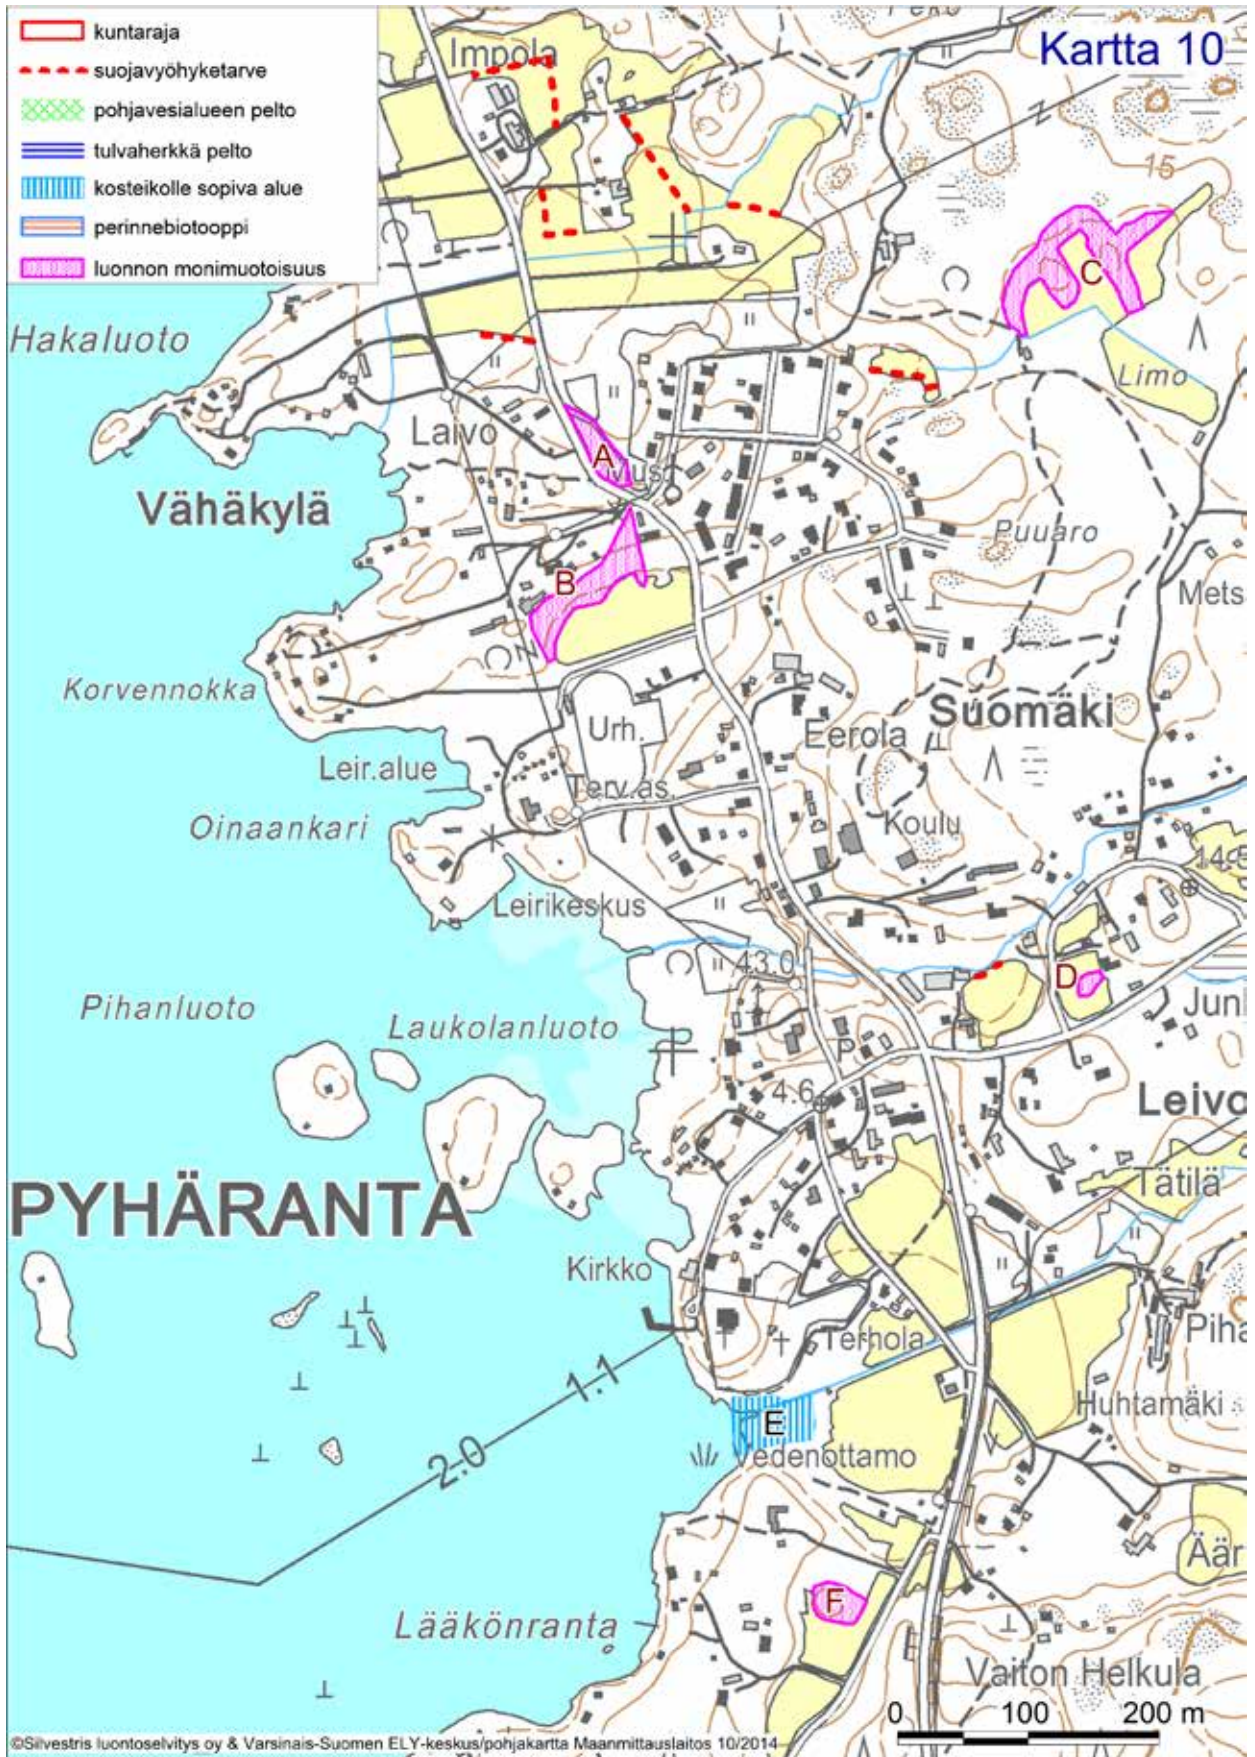 kuntaraja
suojavyöhyketarve
pohjavesialueen pelto
tulvaherkkä pelto
kosteikolle sopiva alue
perinnebiotooppi
luonnon monimuotoisuus
Kartta 10
Impola
15
C
Hakaluoto
Limo
Laivo
A
Mus.
Vähäkylä
Puuaro
B
Mets
Korvennokka
Suomäki
Urh.
Eerola
Leir.alue
Terv.as.
Oinaankari
Koulu
14.5
Leirikeskus
43.0
D
Pihanluoto
Laukolanluoto
P
4.6
Leivo
Tätilä
PYHÄRANTA
Kirkko
Terhola
Piha
1.1
Huhtamäki
E
2.0
Vedenottamo
Äär
F
Lääkönranta
Vaiton Helkula
0 100 200 m
©Silvestris luontoselvitys oy & Varsinais-Suomen ELY-keskus/pohjakartta Maanmittauslaitos 10/2014